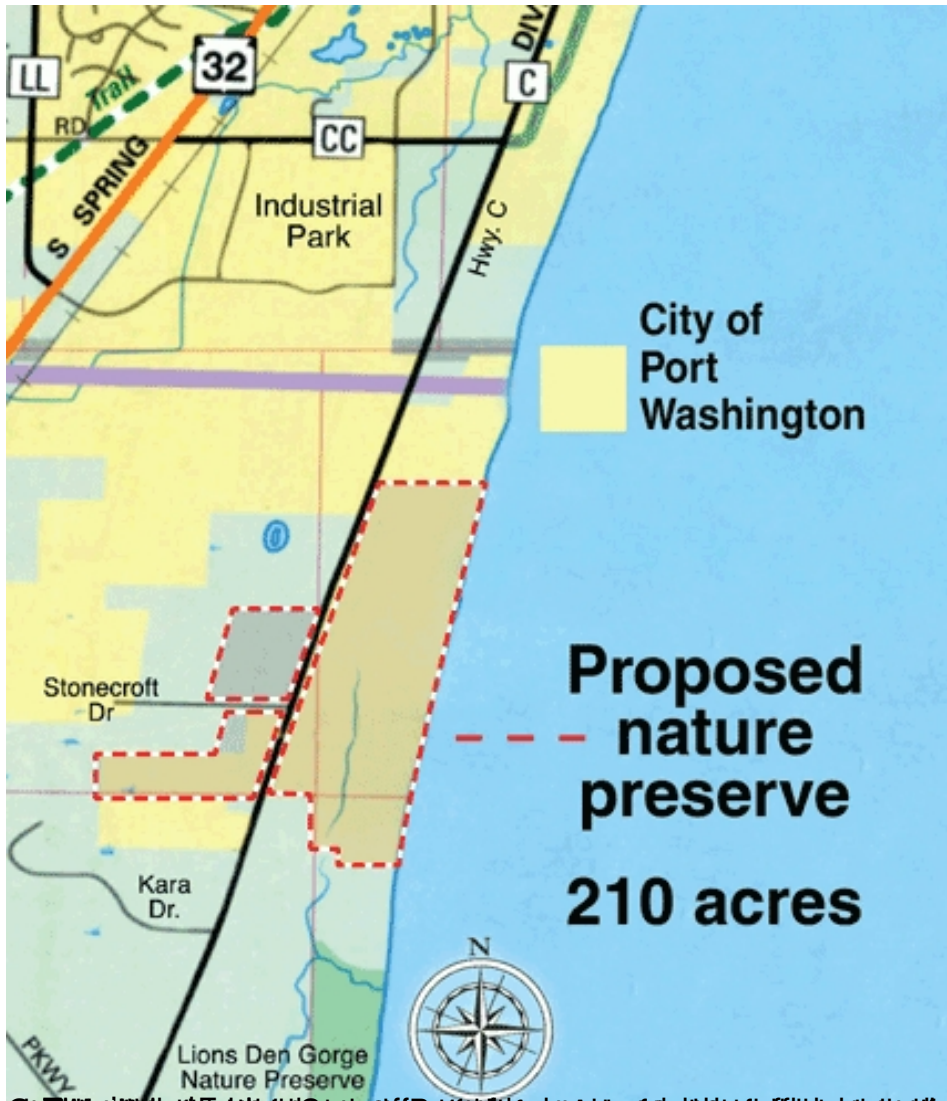 DIV
32
LL
C
Trail
RD
CC
S SPRING
Industrial
Park
Hwy. C
City of
Port
Washington
Proposed
nature
preserve
Stonecroft
Dr
210 acres
Kara
Dr.
N
PKWY
Lions Den Gorge
Nature Preserve